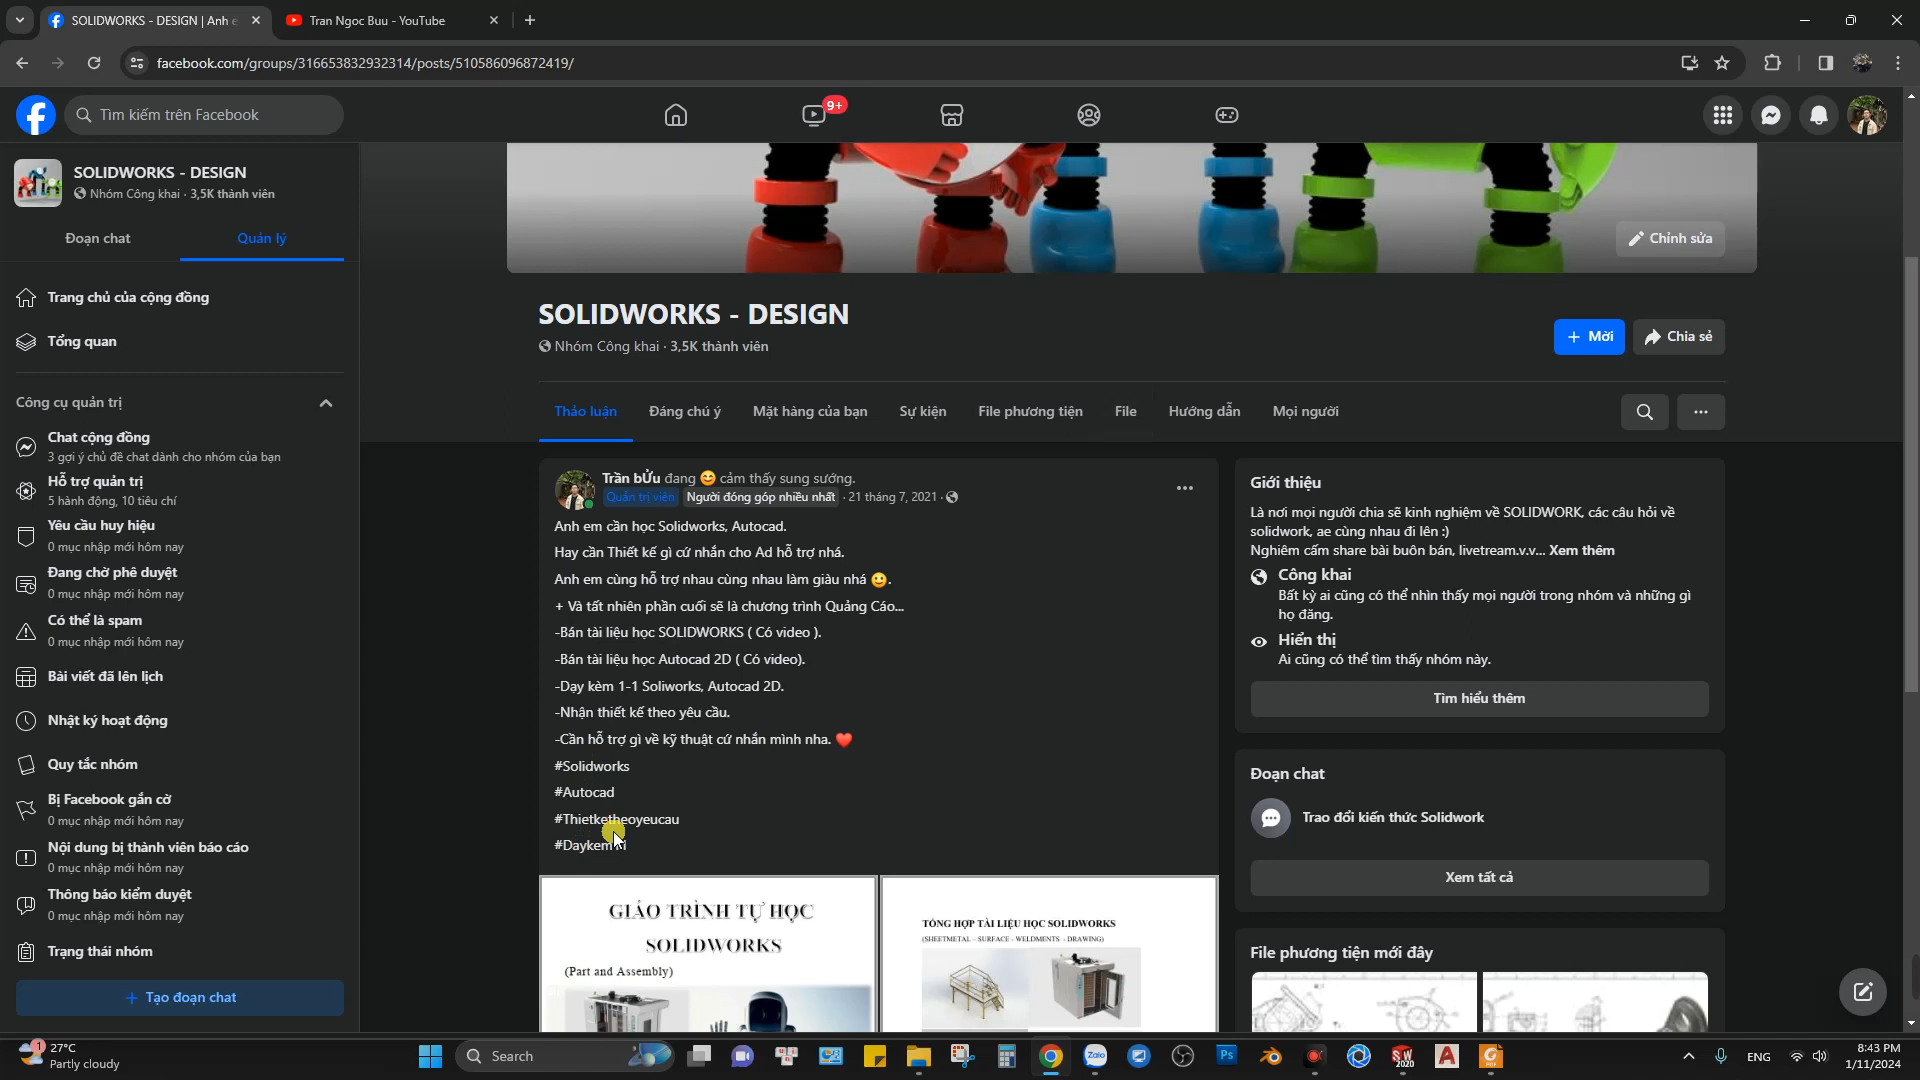 SOLIDWORKS - DESIGN | Anh e
Tran Ngoc Buu - YouTube
facebook.com/groups/316653832932314/posts/510586096872419/
Tìm kiếm trên Facebook
9+
SOLIDWORKS - DESIGN
Nhóm Công khai · 3,5K thành viên
Đoạn chat
Quản lý
Trang chủ của cộng đồng
Tổng quan
Công cụ quản trị
Chat cộng đồng
3 gợi ý chủ đề chat dành cho nhóm của bạn
Hỗ trợ quản trị
5 hành động, 10 tiêu chí
Yêu cầu huy hiệu
0 mục nhập mới hôm nay
Đang chờ phê duyệt
0 mục nhập mới hôm nay
Có thể là spam
0 mục nhập mới hôm nay
Bài viết đã lên lịch
Nhật ký hoạt động
Quy tắc nhóm
Bị Facebook gắn cờ
0 mục nhập mới hôm nay
Nội dung bị thành viên báo cáo
0 mục nhập mới hôm nay
Thông báo kiểm duyệt
0 mục nhập mới hôm nay
Trạng thái nhóm
+ Tạo đoạn chat
Chỉnh sửa
SOLIDWORKS - DESIGN
Nhóm Công khai · 3,5K thành viên
+ Mời
Chia sẻ
Thảo luận
Đáng chú ý
Mặt hàng của bạn
Sự kiện
File phương tiện
File
Hướng dẫn
Mọi người
Trần bỬu đang 😊 cảm thấy sung sướng.
Quản trị viên
Người đóng góp nhiều nhất · 21 tháng 7, 2021 ·
Anh em cần học Solidworks, Autocad.
Hay cần Thiết kế gì cứ nhắn cho Ad hỗ trợ nhá.
Anh em cùng hỗ trợ nhau cùng nhau làm giàu nhá 🙂.
+ Và tất nhiên phần cuối sẽ là chương trình Quảng Cáo...
-Bán tài liệu học SOLIDWORKS ( Có video ).
-Bán tài liệu học Autocad 2D ( Có video).
-Dạy kèm 1-1 Soliworks, Autocad 2D.
-Nhận thiết kế theo yêu cầu.
-Cần hỗ trợ gì về kỹ thuật cứ nhắn mình nha. ❤️
#Solidworks
#Autocad
#Thietketheoyeucau
GIÁO TRÌNH TỰ HỌC
SOLIDWORKS
(Part and Assembly)
TỔNG HỢP TÀI LIỆU HỌC SOLIDWORKS
(SHEETMETAL - SURFACE - WELDMENTS - DRAWING)
Giới thiệu
Là nơi mọi người chia sẽ kinh nghiệm về SOLIDWORK, các câu hỏi về
solidwork, ae cùng nhau đi lên :)
Nghiêm cấm share bài buôn bán, livetream.v.v... Xem thêm
Công khai
Bất kỳ ai cũng có thể nhìn thấy mọi người trong nhóm và những gì
họ đăng.
Hiển thị
Ai cũng có thể tìm thấy nhóm này.
Tìm hiểu thêm
Đoạn chat
Trao đổi kiến thức Solidwork
Xem tất cả
File phương tiện mới đây
1
27°C
Partly cloudy
Search
Zalo
Ps
SW
2020
A
ENG
8:43 PM
1/11/2024